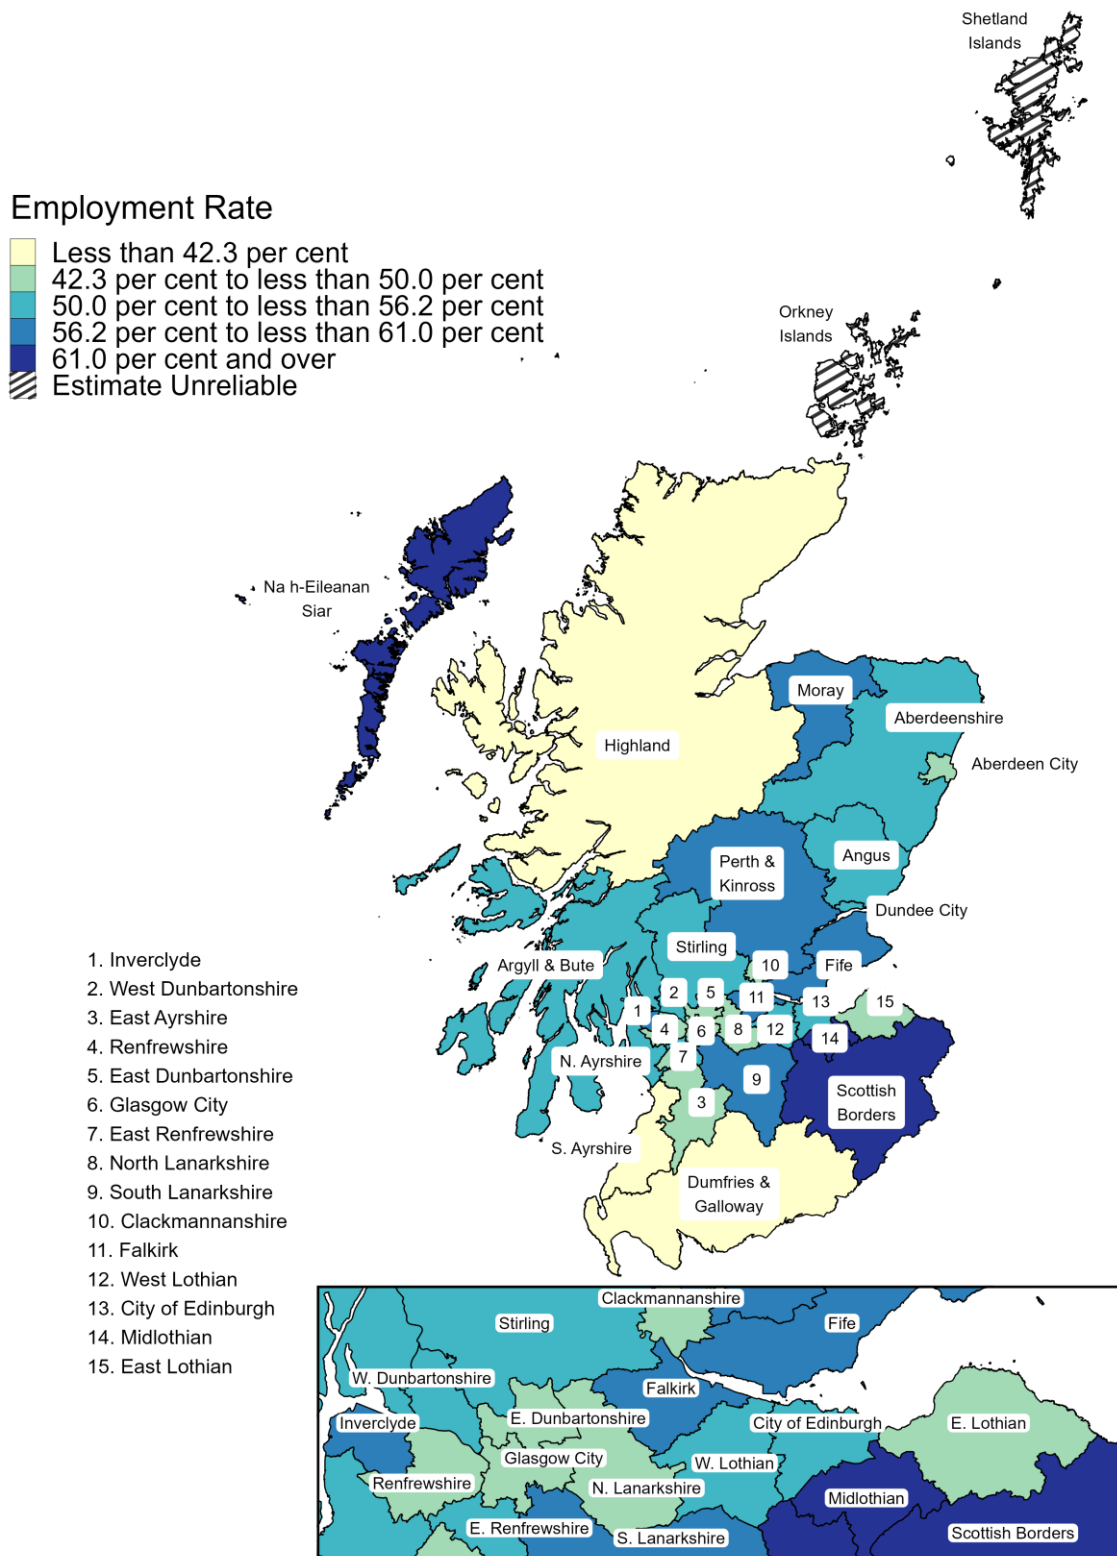 Shetland
Islands
Employment Rate
Less than 42.3 per cent
42.3 per cent to less than 50.0 per cent
50.0 per cent to less than 56.2 per cent
56.2 per cent to less than 61.0 per cent
61.0 per cent and over
Estimate Unreliable
Orkney
Islands
Na h-Eileanan
Siar
Moray
Aberdeenshire
Highland
Aberdeen City
Perth &
Kinross
Angus
Dundee City
Stirling
Argyll & Bute
10
Fife
2
5
11
13
15
1
4
6
8
12
14
N. Ayrshire
7
9
3
Scottish
Borders
S. Ayrshire
Dumfries &
Galloway
1. Inverclyde
2. West Dunbartonshire
3. East Ayrshire
4. Renfrewshire
5. East Dunbartonshire
6. Glasgow City
7. East Renfrewshire
8. North Lanarkshire
9. South Lanarkshire
10. Clackmannanshire
11. Falkirk
12. West Lothian
13. City of Edinburgh
14. Midlothian
15. East Lothian
Clackmannanshire
Stirling
Fife
W. Dunbartonshire
Falkirk
Inverclyde
E. Dunbartonshire
City of Edinburgh
E. Lothian
Glasgow City
W. Lothian
Renfrewshire
N. Lanarkshire
Midlothian
E. Renfrewshire
S. Lanarkshire
Scottish Borders